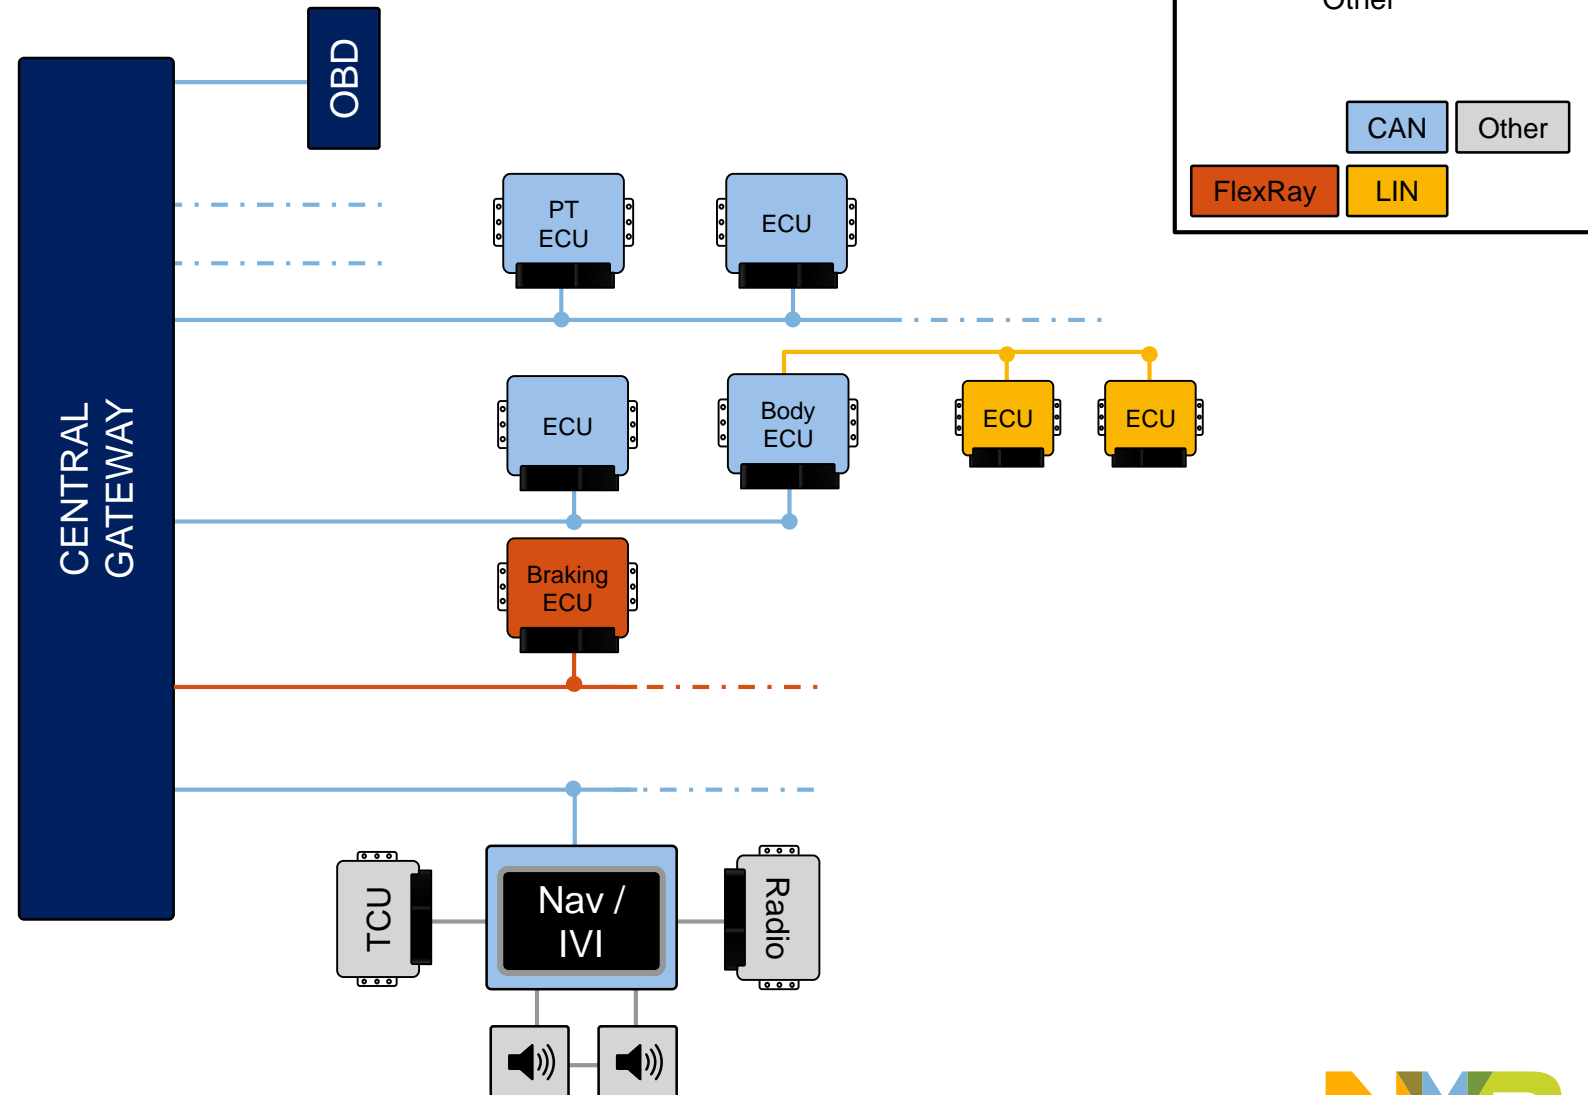 Other
OBD
CAN
Other
FlexRay
LIN
PT
ECU
ECU
CENTRAL
GATEWAY
ECU
Body
ECU
ECU
ECU
Braking
ECU
TCU
Nav /
IVI
Radio